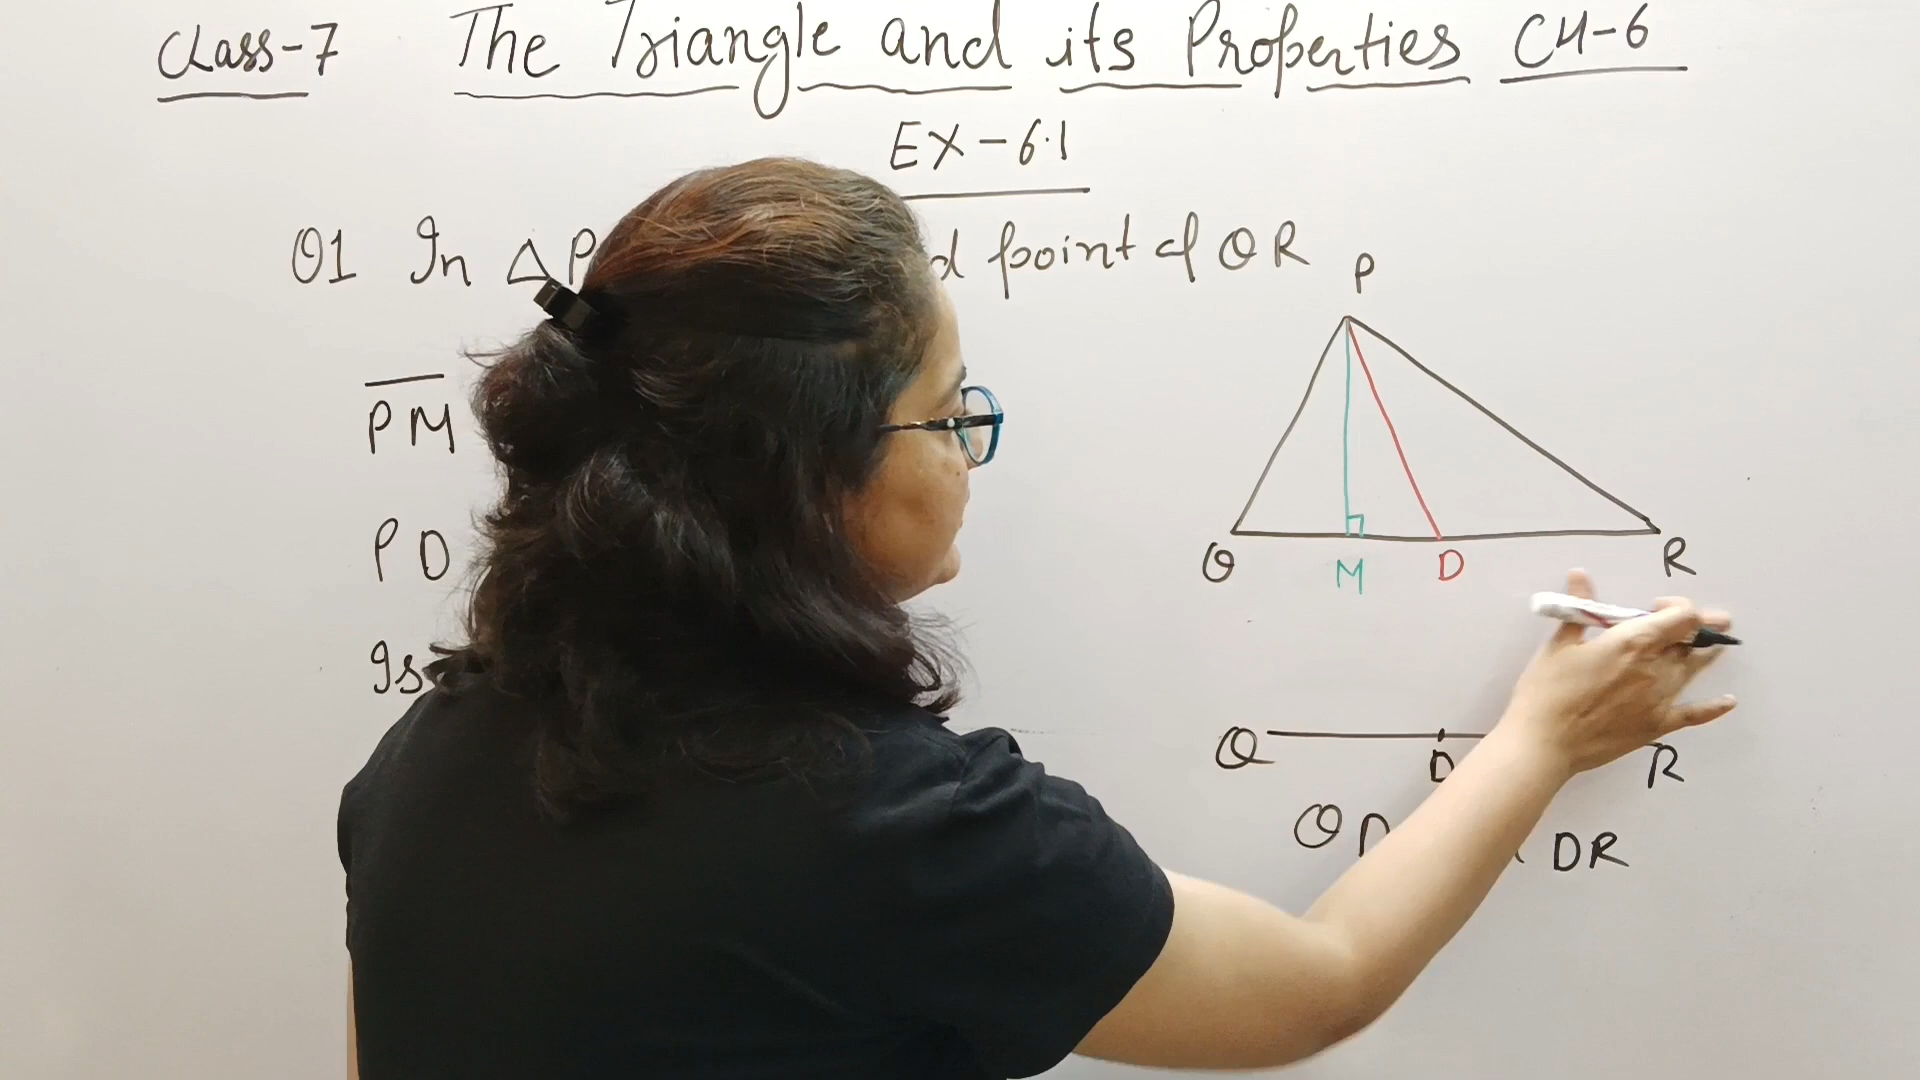 Class-7 The Triangle and its Properties CH-6
EX-6.1
Q1 In △P d point of QR
P
PM
PD
Q M D R
Is
Q D R
QD DR